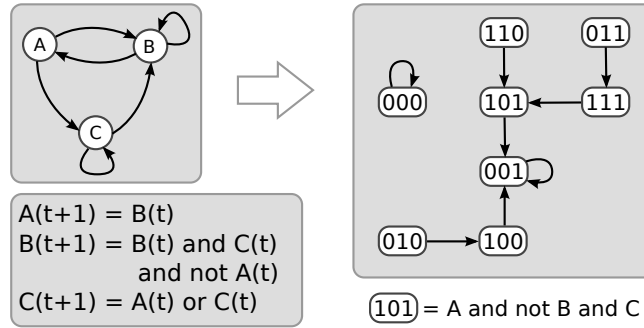 A
B
C
A(t+1) = B(t)
B(t+1) = B(t) and C(t)
and not A(t)
C(t+1) = A(t) or C(t)
110
011
000
101
111
001
010
100
101 = A and not B and C